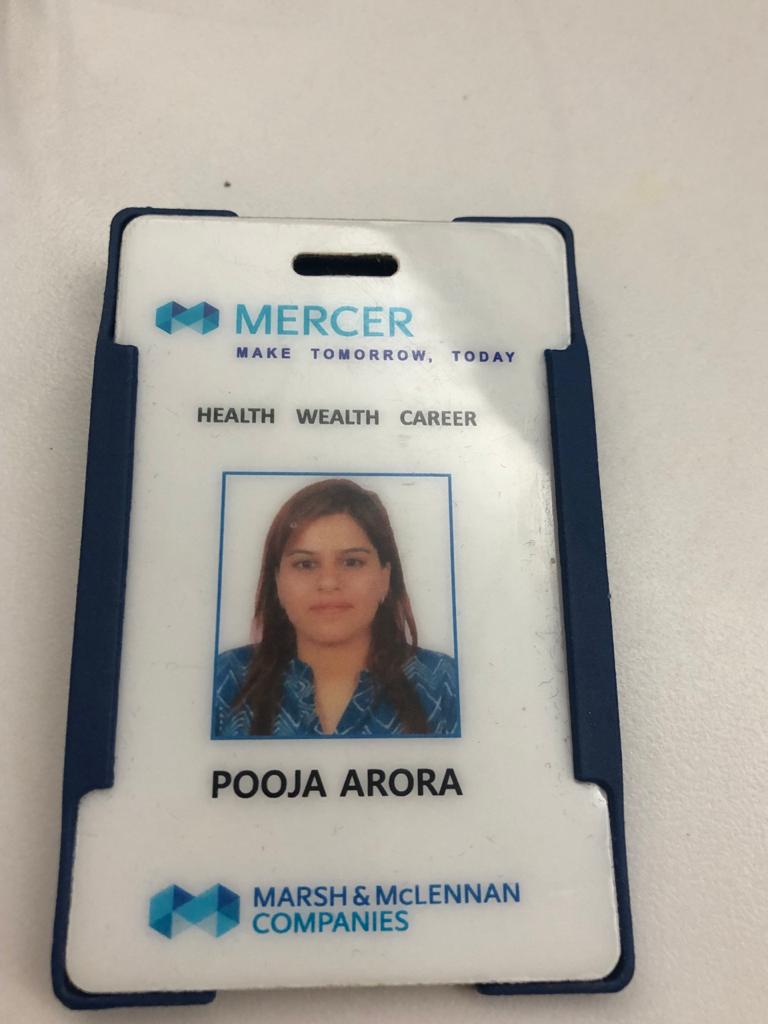 MERCER
MAKE TOMORROW, TODAY
HEALTH WEALTH CAREER
POOJA ARORA
MARSH & McLENNAN
COMPANIES